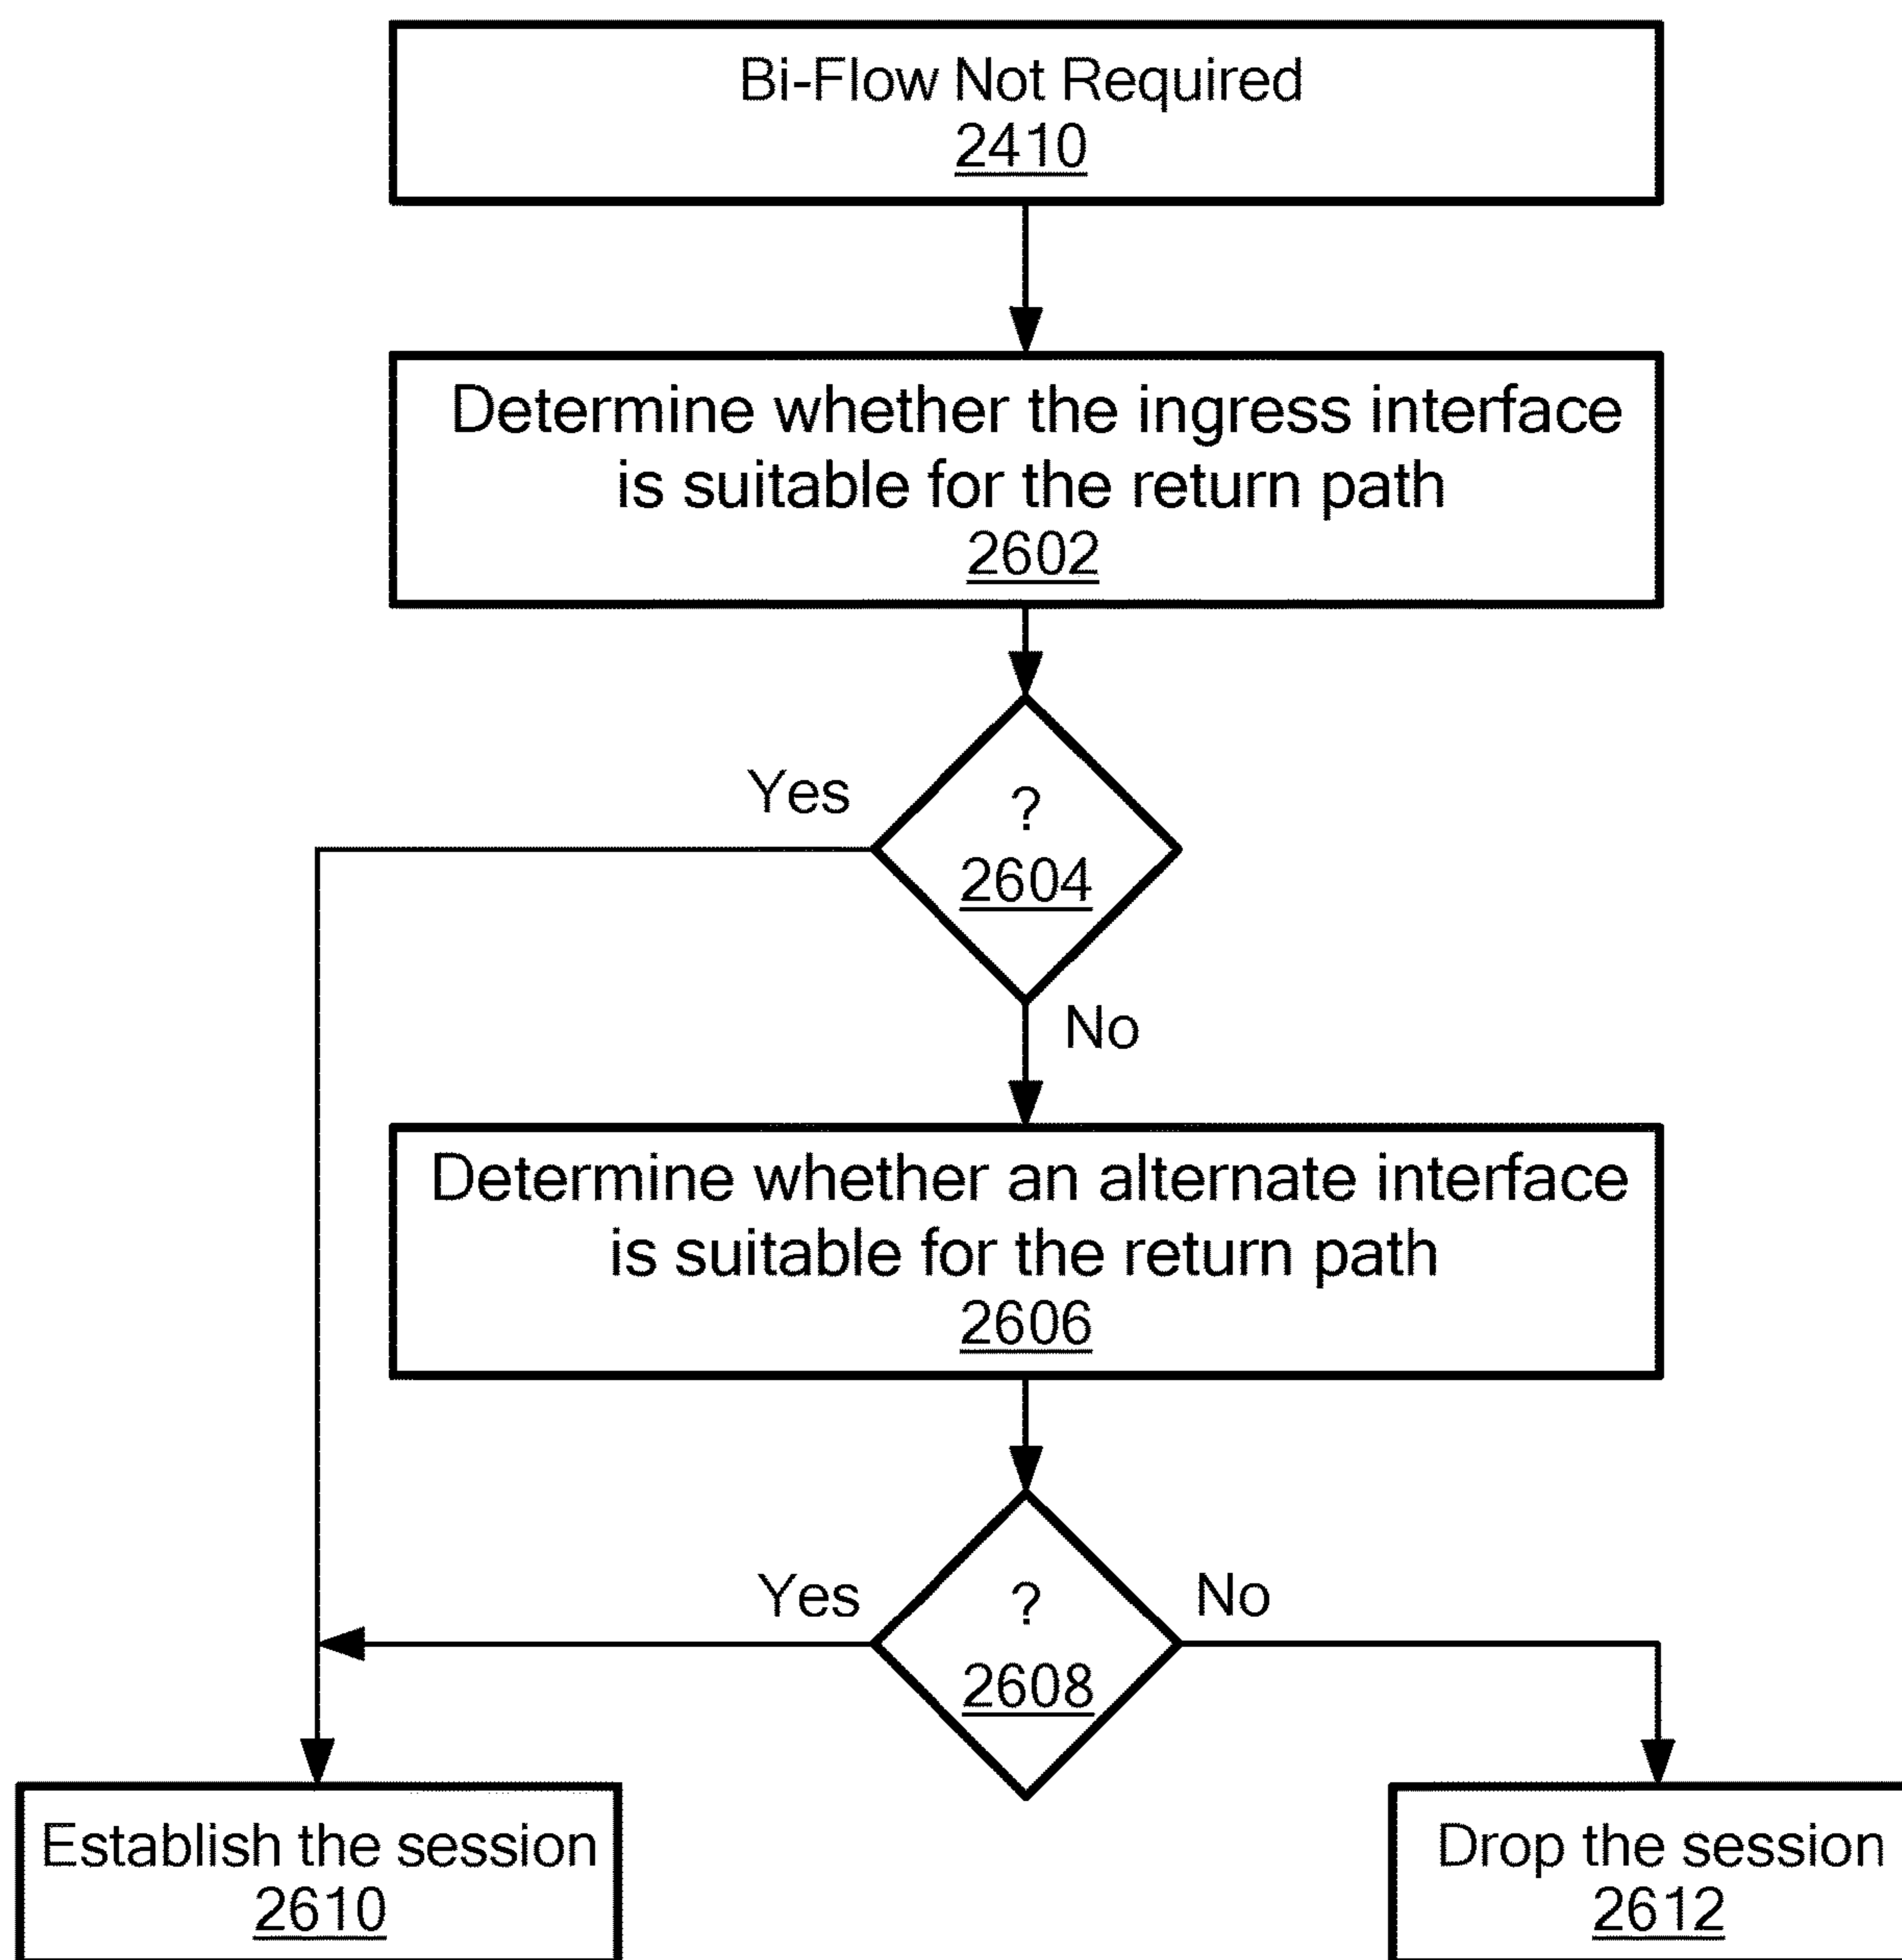 Bi-Flow Not Required
2410
Determine whether the ingress interface
is suitable for the return path
2602
Yes
?
2604
No
Determine whether an alternate interface
is suitable for the return path
2606
Yes
?
No
2608
Establish the session
2610
Drop the session
2612